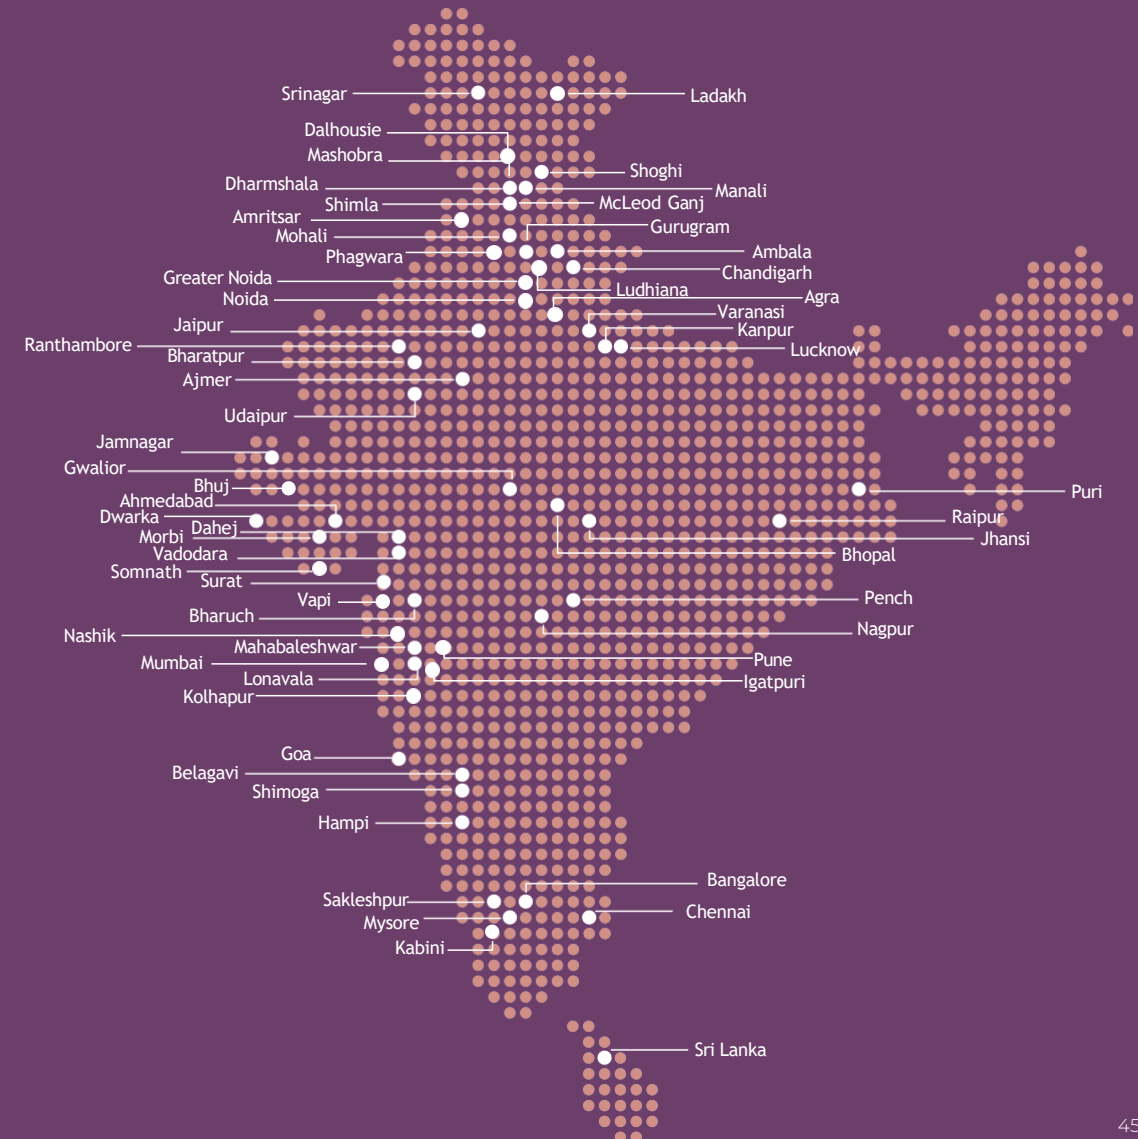 Srinagar
Ladakh
Dalhousie
Mashobra
Shoghi
Dharmshala
Manali
Shimla
McLeod Ganj
Amritsar
Gurugram
Mohali
Phagwara
Ambala
Chandigarh
Greater Noida
Ludhiana
Noida
Agra
Varanasi
Jaipur
Kanpur
Ranthambore
Lucknow
Bharatpur
Ajmer
Udaipur
Jamnagar
Gwalior
Bhuj
Puri
Ahmedabad
Dwarka
Raipur
Dahej
Morbi
Jhansi
Vadodara
Bhopal
Somnath
Surat
Vapi
Pench
Bharuch
Nagpur
Nashik
Mahabaleshwar
Pune
Mumbai
Lonavala
Igatpuri
Kolhapur
Goa
Belagavi
Shimoga
Hampi
Bangalore
Sakleshpur
Chennai
Mysore
Kabini
Sri Lanka
45